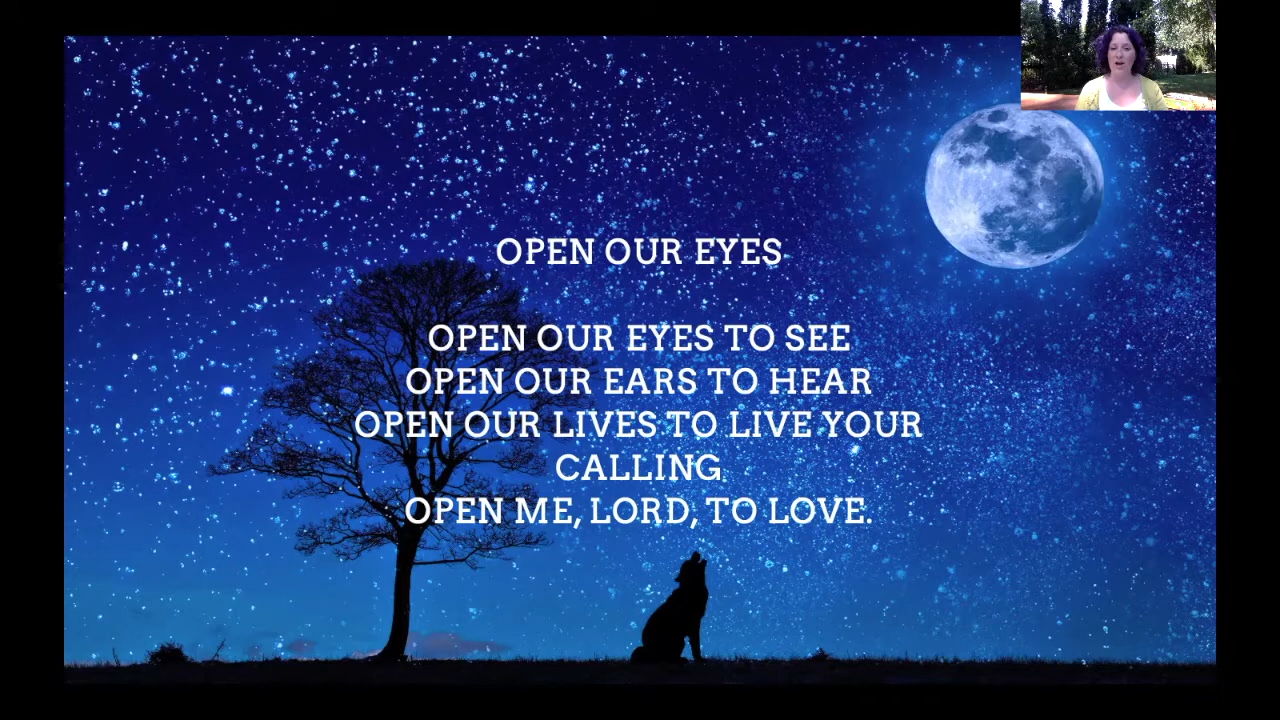 OPEN OUR EYES
OPEN OUR EYES TO SEE
OPEN OUR EARS TO HEAR
OPEN OUR LIVES TO LIVE YOUR
CALLING
OPEN ME, LORD, TO LOVE.